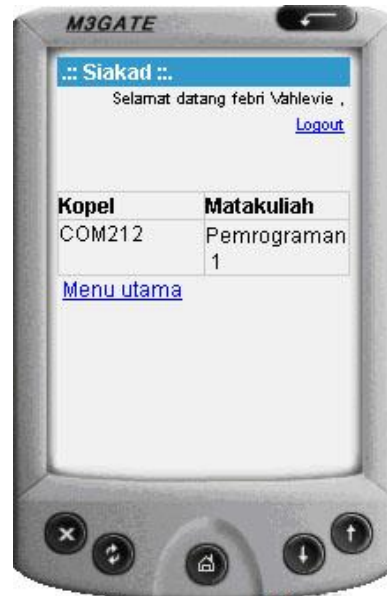 M3GATE
.:: Siakad ::.
Selamat datang febri Vahlevie ,
Logout
Kopel Matakuliah
COM212 Pemrograman
1
Menu utama